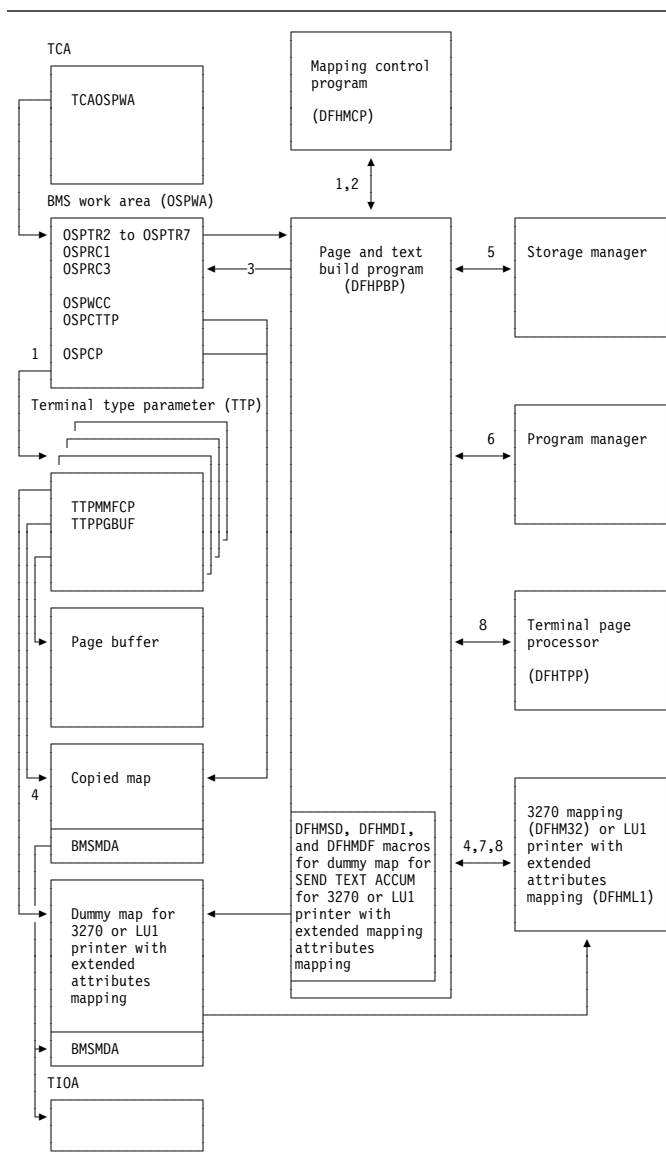 TCA
TCAOSPWA
Mapping control
program
(DFHMCP)
1,2
BMS work area (OSPWA)
OSPTR2 to OSPTR7
OSPRC1
OSPRC3
OSPWCC
OSPCTTP
OSPCP
3
1
Page and text
build program
(DFHPBP)
5
Storage manager
Terminal type parameter (TTP)
TTPMMFCP
TTPPGBUF
6
Program manager
Page buffer
8
Terminal page
processor
(DFHTPP)
Copied map
4
BMSMDA
DFHMSD, DFHMDI,
and DFHMDF macros
for dummy map for
SEND TEXT ACCUM
for 3270 or LU1
printer with
extended mapping
attributes
mapping
4,7,8
3270 mapping
(DFHM32) or LU1
printer with
extended
attributes
mapping (DFHML1)
Dummy map for
3270 or LU1
printer with
extended
attributes
mapping
BMSMDA
TIOA